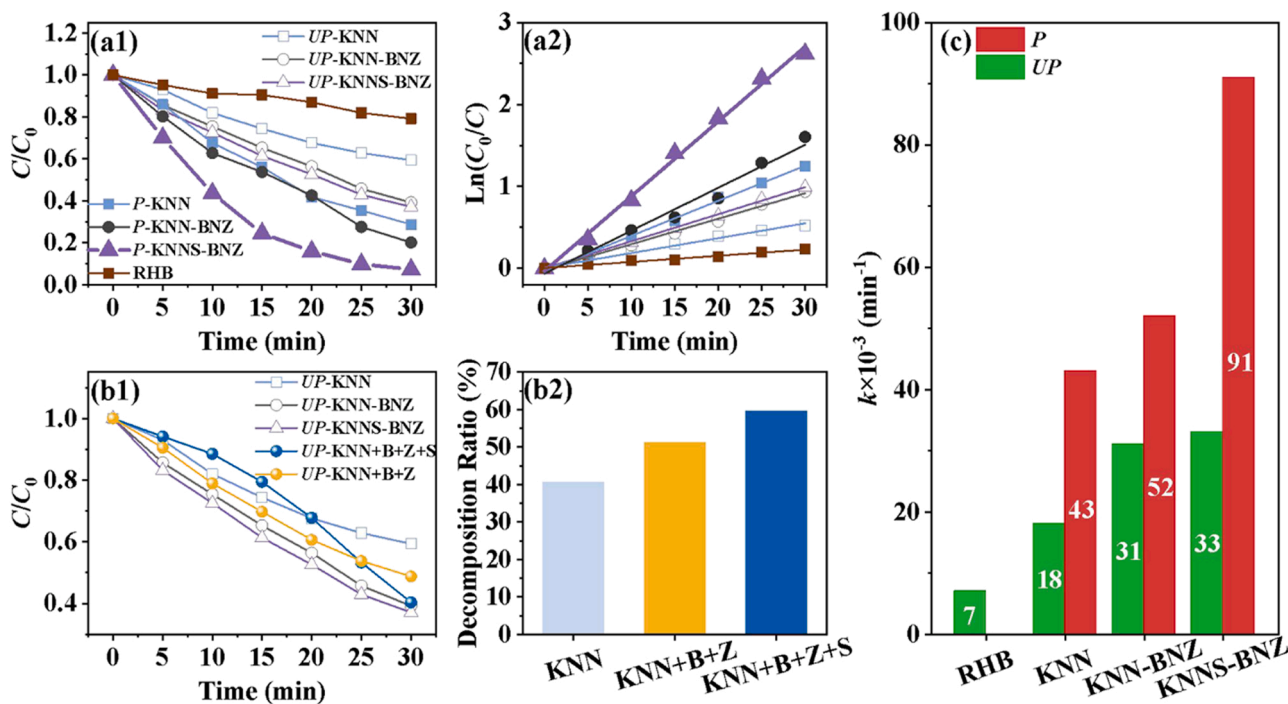 (a1)
UP-KNN
UP-KNN-BNZ
UP-KNNS-BNZ
P-KNN
P-KNN-BNZ
P-KNNS-BNZ
RHB
C/C0
1.2
1.0
0.8
0.6
0.4
0.2
0.0
0 5 10 15 20 25 30
Time (min)
(a2)
Ln(C0/C)
3
2
1
0
0 5 10 15 20 25 30
Time (min)
(b1)
UP-KNN
UP-KNN-BNZ
UP-KNNS-BNZ
UP-KNN+B+Z+S
UP-KNN+B+Z
C/C0
1.0
0.8
0.6
0.4
0 5 10 15 20 25 30
Time (min)
(b2)
Decomposition Ratio (%)
70
60
50
40
30
20
10
0
KNN KNN+B+Z KNN+B+Z+S
(c)
P
UP
k×10-3 (min-1)
100
80
60
40
20
0
7
18
43
31
52
33
91
RHB KNN KNN-BNZ KNNS-BNZ